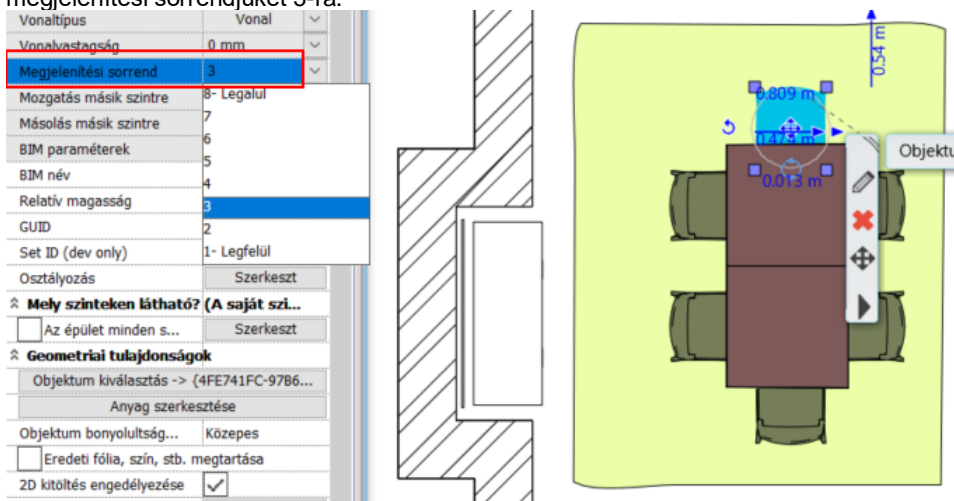 megjelenítési sorrendjüket 3-ra.
Vonaltípus Vonal
Vonalvastagság 0 mm
Megjelenítési sorrend 3
Mozgatás másik szintre
Másolás másik szintre
BIM paraméterek
BIM név
Relatív magasság
GUID
Set ID (dev only)
8- Legalul
7
6
5
4
3
2
1- Legfelül
Osztályozás Szerkeszt
Mely szinteken látható? (A saját szi...
Az épület minden s... Szerkeszt
Geometriai tulajdonságok
Objektum kiválasztás -> {4FE741FC-97B6...
Anyag szerkesztése
Objektum bonyolultság... Közepes
Eredeti fólia, szín, stb. megtartása
2D kitöltés engedélyezése
0.54 m
0.809 m
0.013 m
Objektu